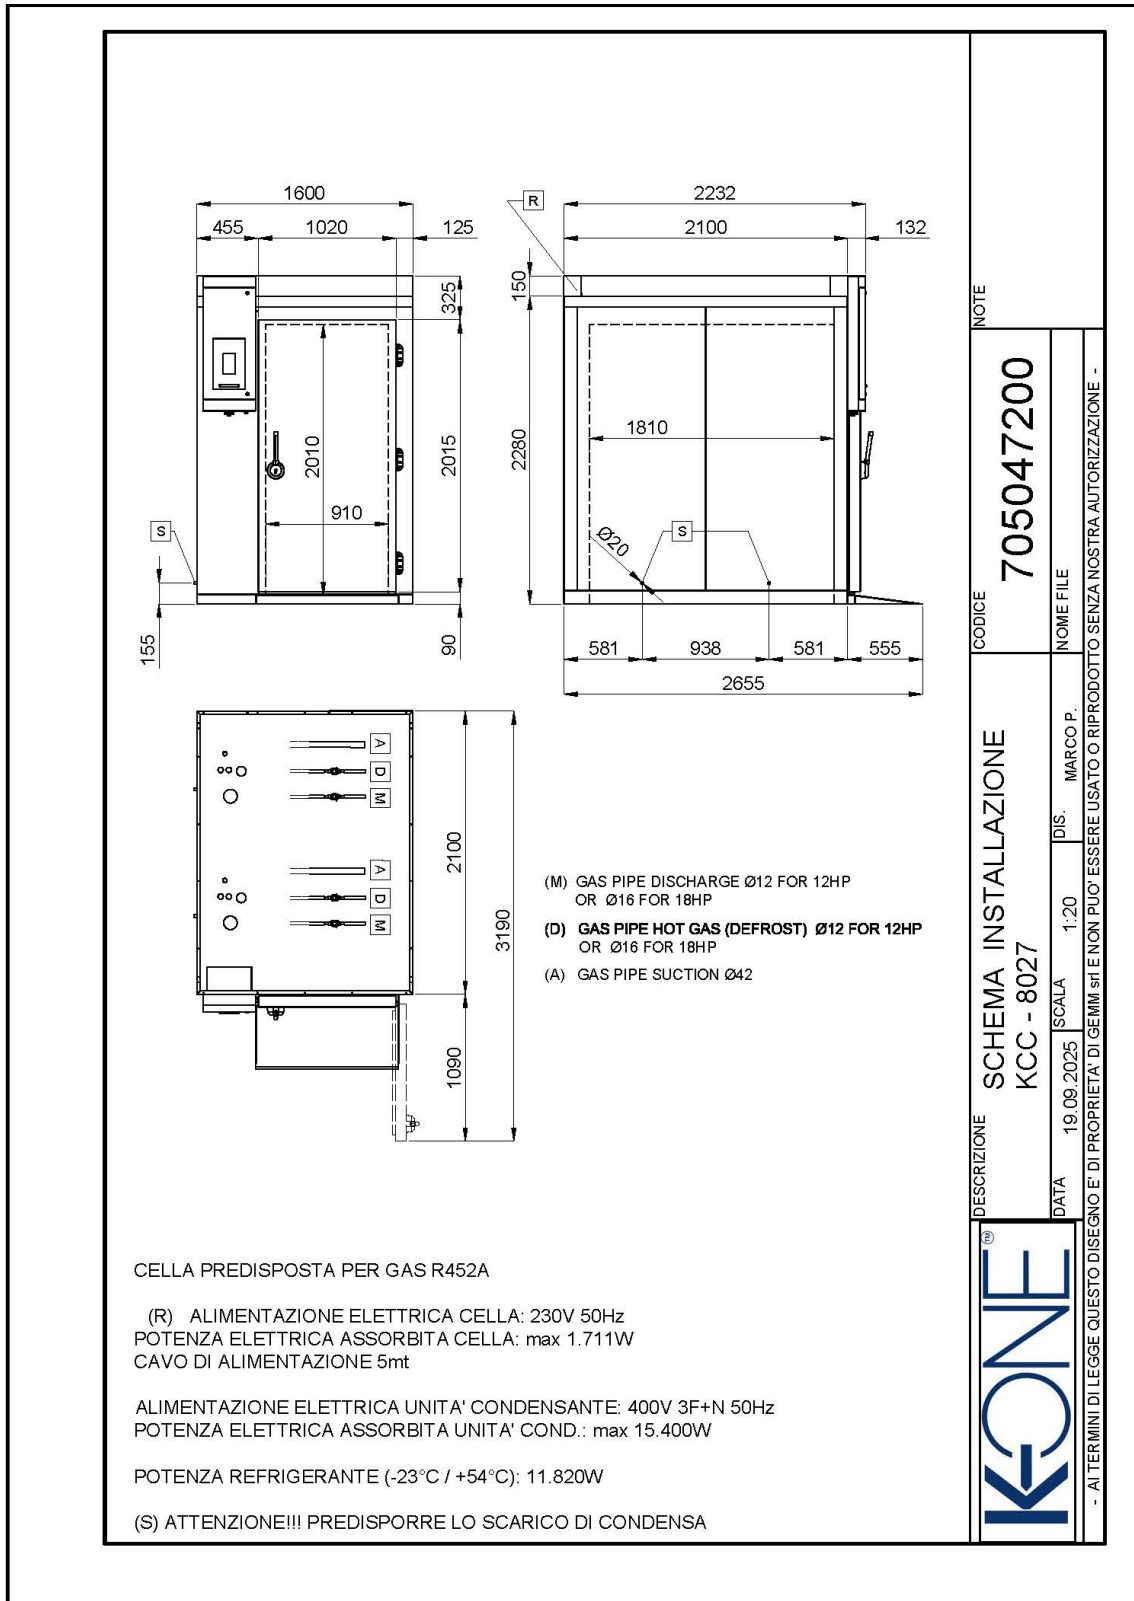 1600
455
1020
125
325
2010
2015
910
S
155
90
R
2232
2100
132
150
1810
2280
Ø20
S
581
938
581
555
2655
A
D
M
A
D
M
2100
3190
1090
(M) GAS PIPE DISCHARGE Ø12 FOR 12HP
OR Ø16 FOR 18HP
(D) GAS PIPE HOT GAS (DEFROST) Ø12 FOR 12HP
OR Ø16 FOR 18HP
(A) GAS PIPE SUCTION Ø42
CELLA PREDISPOSTA PER GAS R452A
(R) ALIMENTAZIONE ELETTRICA CELLA: 230V 50Hz
POTENZA ELETTRICA ASSORBITA CELLA: max 1.711W
CAVO DI ALIMENTAZIONE 5mt
ALIMENTAZIONE ELETTRICA UNITA' CONDENSANTE: 400V 3F+N 50Hz
POTENZA ELETTRICA ASSORBITA UNITA' COND.: max 15.400W
POTENZA REFRIGERANTE (-23°C / +54°C): 11.820W
(S) ATTENZIONE!!! PREDISPORRE LO SCARICO DI CONDENSA
K-ONE
TM
DESCRIZIONE
SCHEMA INSTALLAZIONE
KCC - 8027
CODICE
705047200
NOTE
DATA
19.09.2025
SCALA
1:20
DIS.
MARCO P.
NOME FILE
- AI TERMINI DI LEGGE QUESTO DISEGNO E' DI PROPRIETA' DI GEMM srl E NON PUO' ESSERE USATO O RIPRODOTTO SENZA NOSTRA AUTORIZZAZIONE -